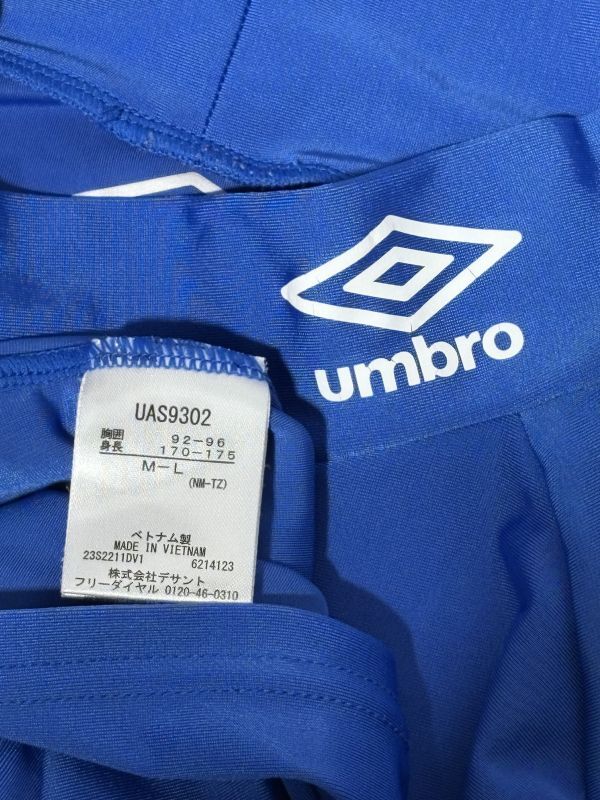 umbro
UAS9302
胸囲 92-96
身長 170-175
M-L
(NM-TZ)
ベトナム製
MADE IN VIETNAM
23S2211DV1 6214123
株式会社デサント
フリーダイヤル 0120-46-0310